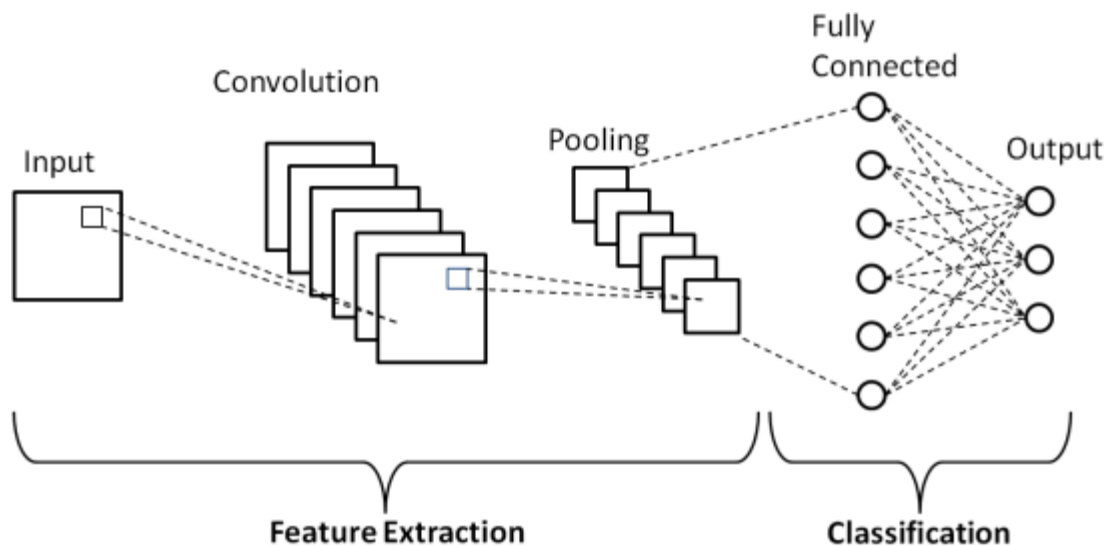 Input
Convolution
Pooling
Fully
Connected
Output
Feature Extraction
Classification